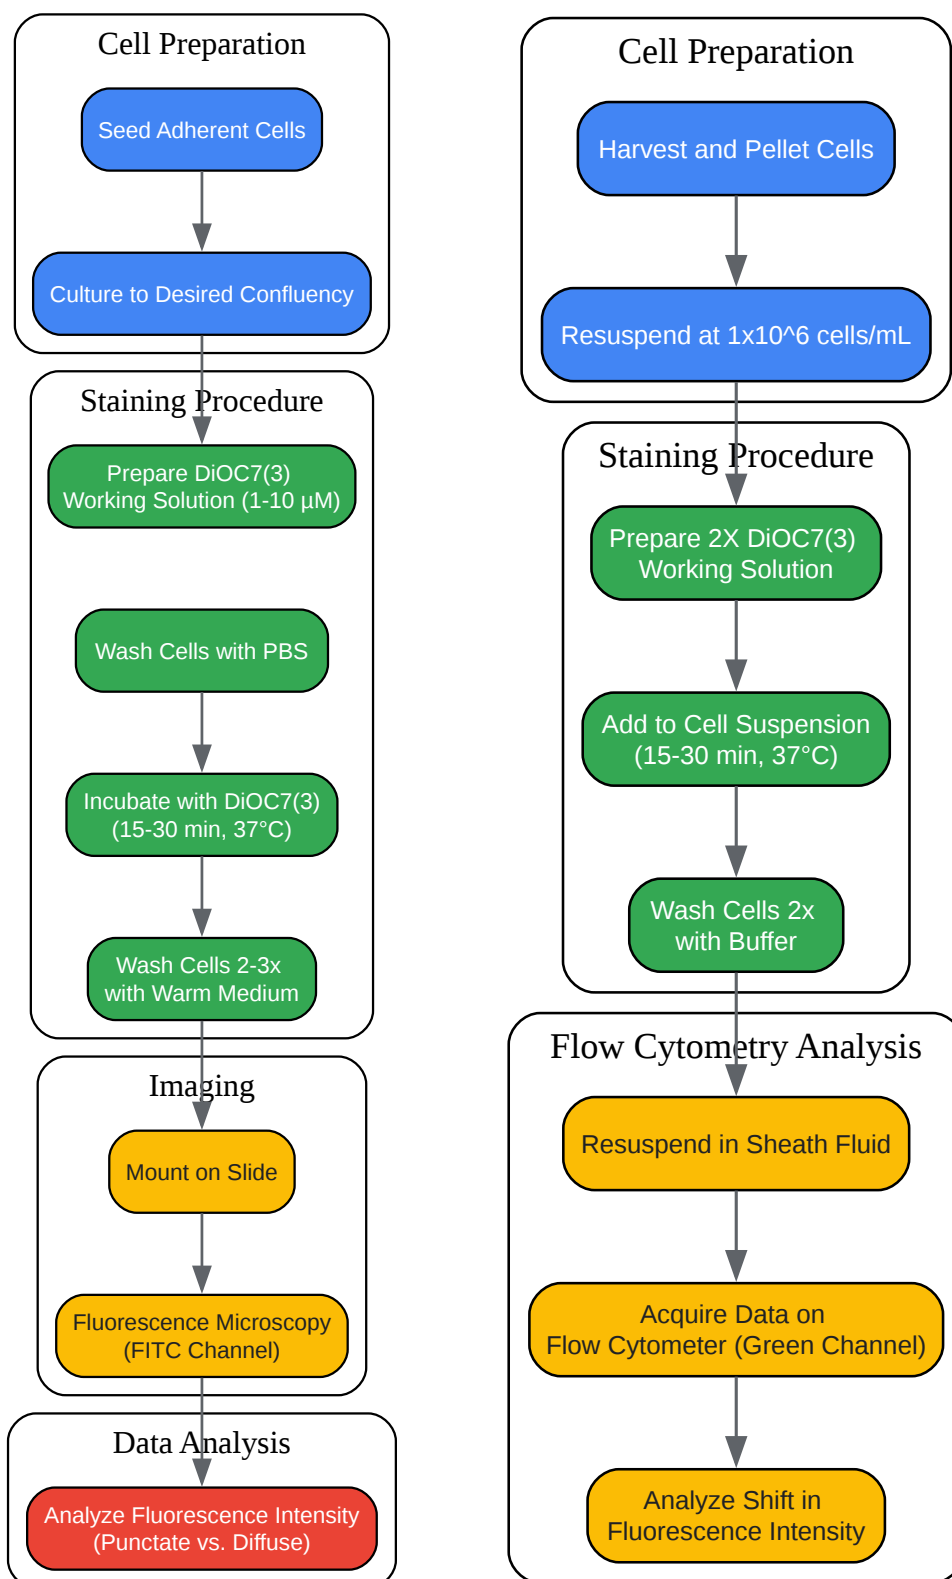 Cell Preparation
Seed Adherent Cells
Culture to Desired Confluency
Staining Procedure
Prepare DiOC7(3)
Working Solution (1-10 µM)
Wash Cells with PBS
Incubate with DiOC7(3)
(15-30 min, 37°C)
Wash Cells 2-3x
with Warm Medium
Imaging
Mount on Slide
Fluorescence Microscopy
(FITC Channel)
Data Analysis
Analyze Fluorescence Intensity
(Punctate vs. Diffuse)
Cell Preparation
Harvest and Pellet Cells
Resuspend at 1x10^6 cells/mL
Staining Procedure
Prepare 2X DiOC7(3)
Working Solution
Add to Cell Suspension
(15-30 min, 37°C)
Wash Cells 2x
with Buffer
Flow Cytometry Analysis
Resuspend in Sheath Fluid
Acquire Data on
Flow Cytometer (Green Channel)
Analyze Shift in
Fluorescence Intensity